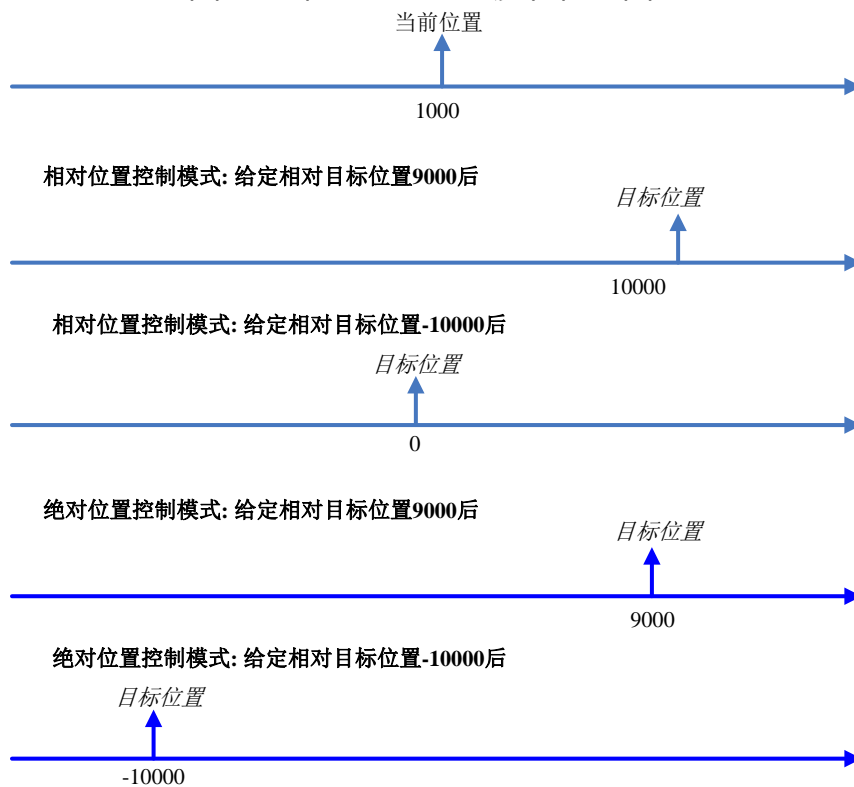 当前位置
1000
相对位置控制模式: 给定相对目标位置9000后
目标位置
10000
相对位置控制模式: 给定相对目标位置-10000后
目标位置
0
绝对位置控制模式: 给定相对目标位置9000后
目标位置
9000
绝对位置控制模式: 给定相对目标位置-10000后
目标位置
-10000